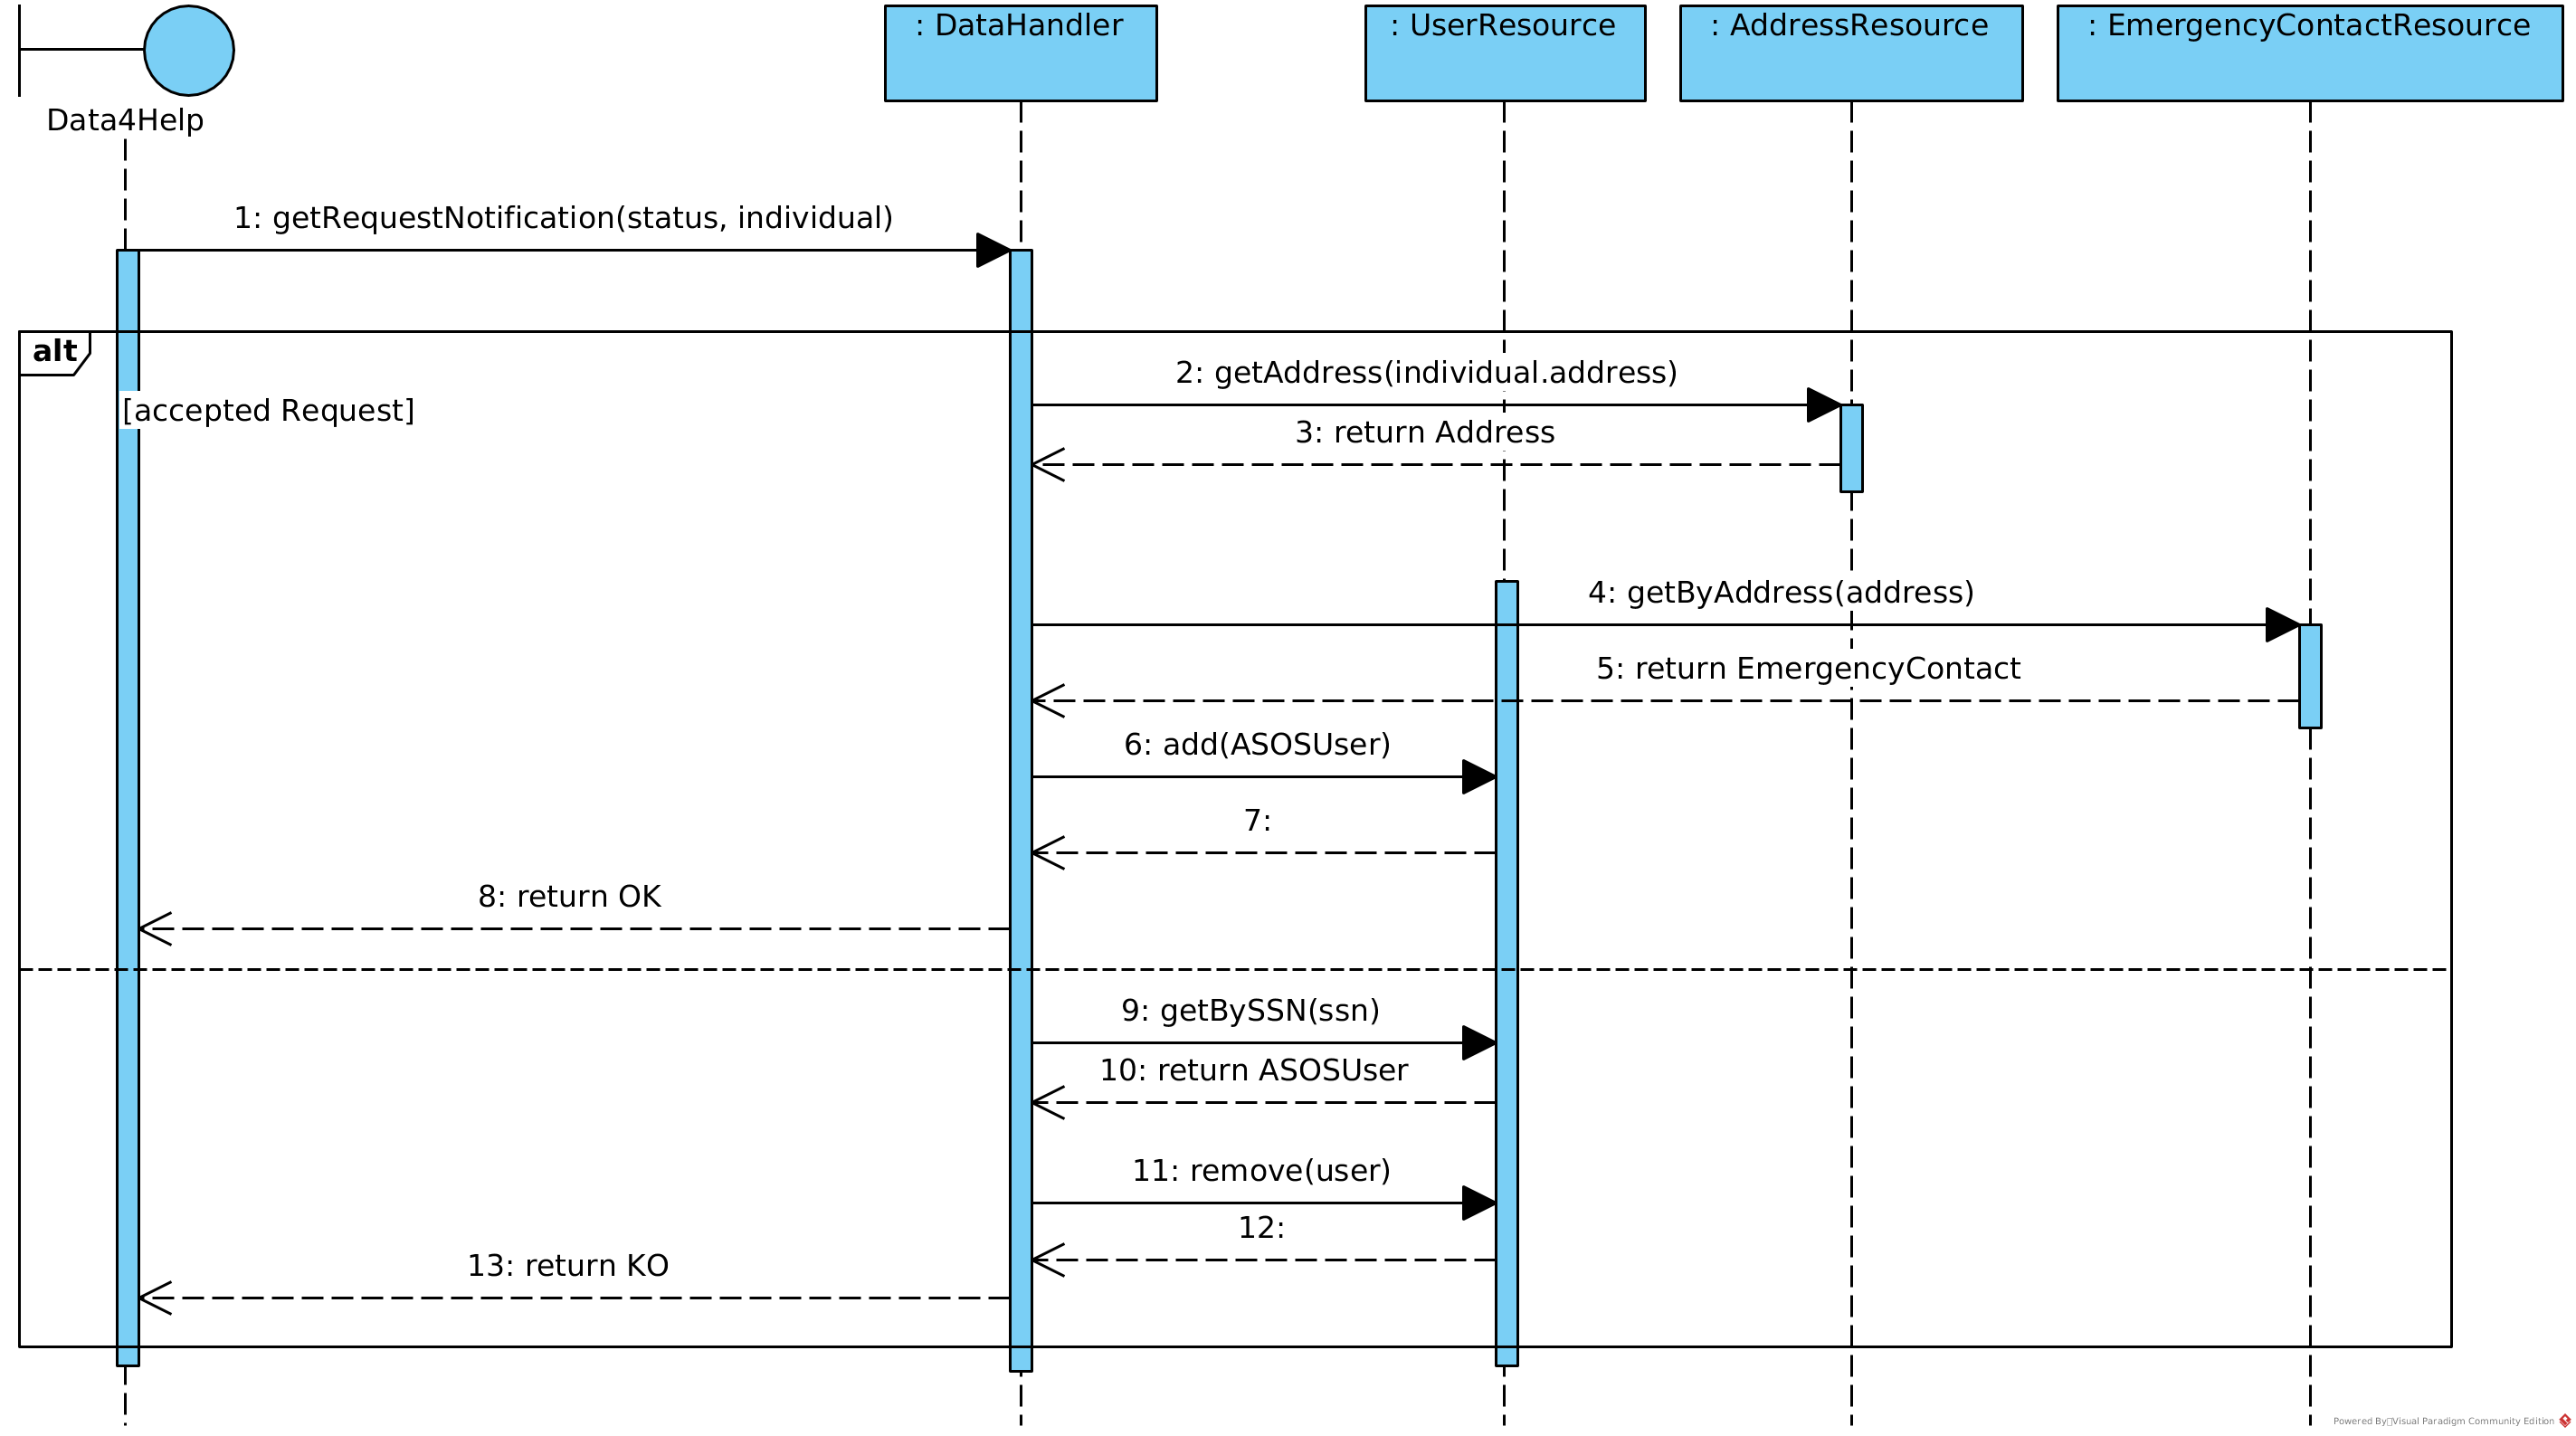 : DataHandler
: UserResource
: AddressResource
: EmergencyContactResource
Data4Help
1: getRequestNotification(status, individual)
alt
[accepted Request]
2: getAddress(individual.address)
3: return Address
4: getByAddress(address)
5: return EmergencyContact
6: add(ASOSUser)
7:
8: return OK
9: getBySSN(ssn)
10: return ASOSUser
11: remove(user)
12:
13: return KO
Powered By Visual Paradigm Community Edition